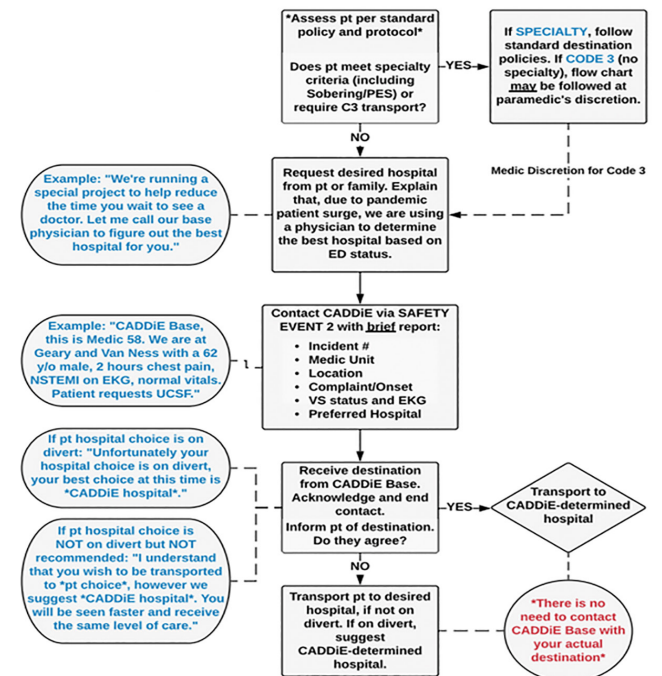 *Assess pt per standard
policy and protocol*
Does pt meet specialty
criteria (including
Sobering/PES) or
require C3 transport?
YES
If SPECIALTY, follow
standard destination
policies. If CODE 3 (no
specialty), flow chart
may be followed at
paramedic's discretion.
NO
Medic Discretion for Code 3
Example: "We're running a
special project to help reduce
the time you wait to see a
doctor. Let me call our base
physician to figure out the best
hospital for you."
Request desired hospital
from pt or family. Explain
that, due to pandemic
patient surge, we are using
a physician to determine
the best hospital based on
ED status.
Example: "CADDiE Base,
this is Medic 58. We are at
Geary and Van Ness with a 62
y/o male, 2 hours chest pain,
NSTEMI on EKG, normal vitals.
Patient requests UCSF."
Contact CADDiE via SAFETY
EVENT 2 with brief report:
• Incident #
• Medic Unit
• Location
• Complaint/Onset
• VS status and EKG
• Preferred Hospital
If pt hospital choice is on
divert: "Unfortunately your
hospital choice is on divert,
your best choice at this time is
*CADDiE hospital*."
Receive destination
from CADDiE Base.
Acknowledge and end
contact.
Inform pt of destination.
Do they agree?
YES
Transport to
CADDiE-determined
hospital
If pt hospital choice is
NOT on divert but NOT
recommended: "I understand
that you wish to be transported
to *pt choice*, however we
suggest *CADDiE hospital*. You
will be seen faster and receive
the same level of care."
NO
Transport pt to desired
hospital, if not on
divert. If on divert,
suggest
CADDiE-determined
hospital.
*There is no
need to contact
CADDiE Base with
your actual
destination*